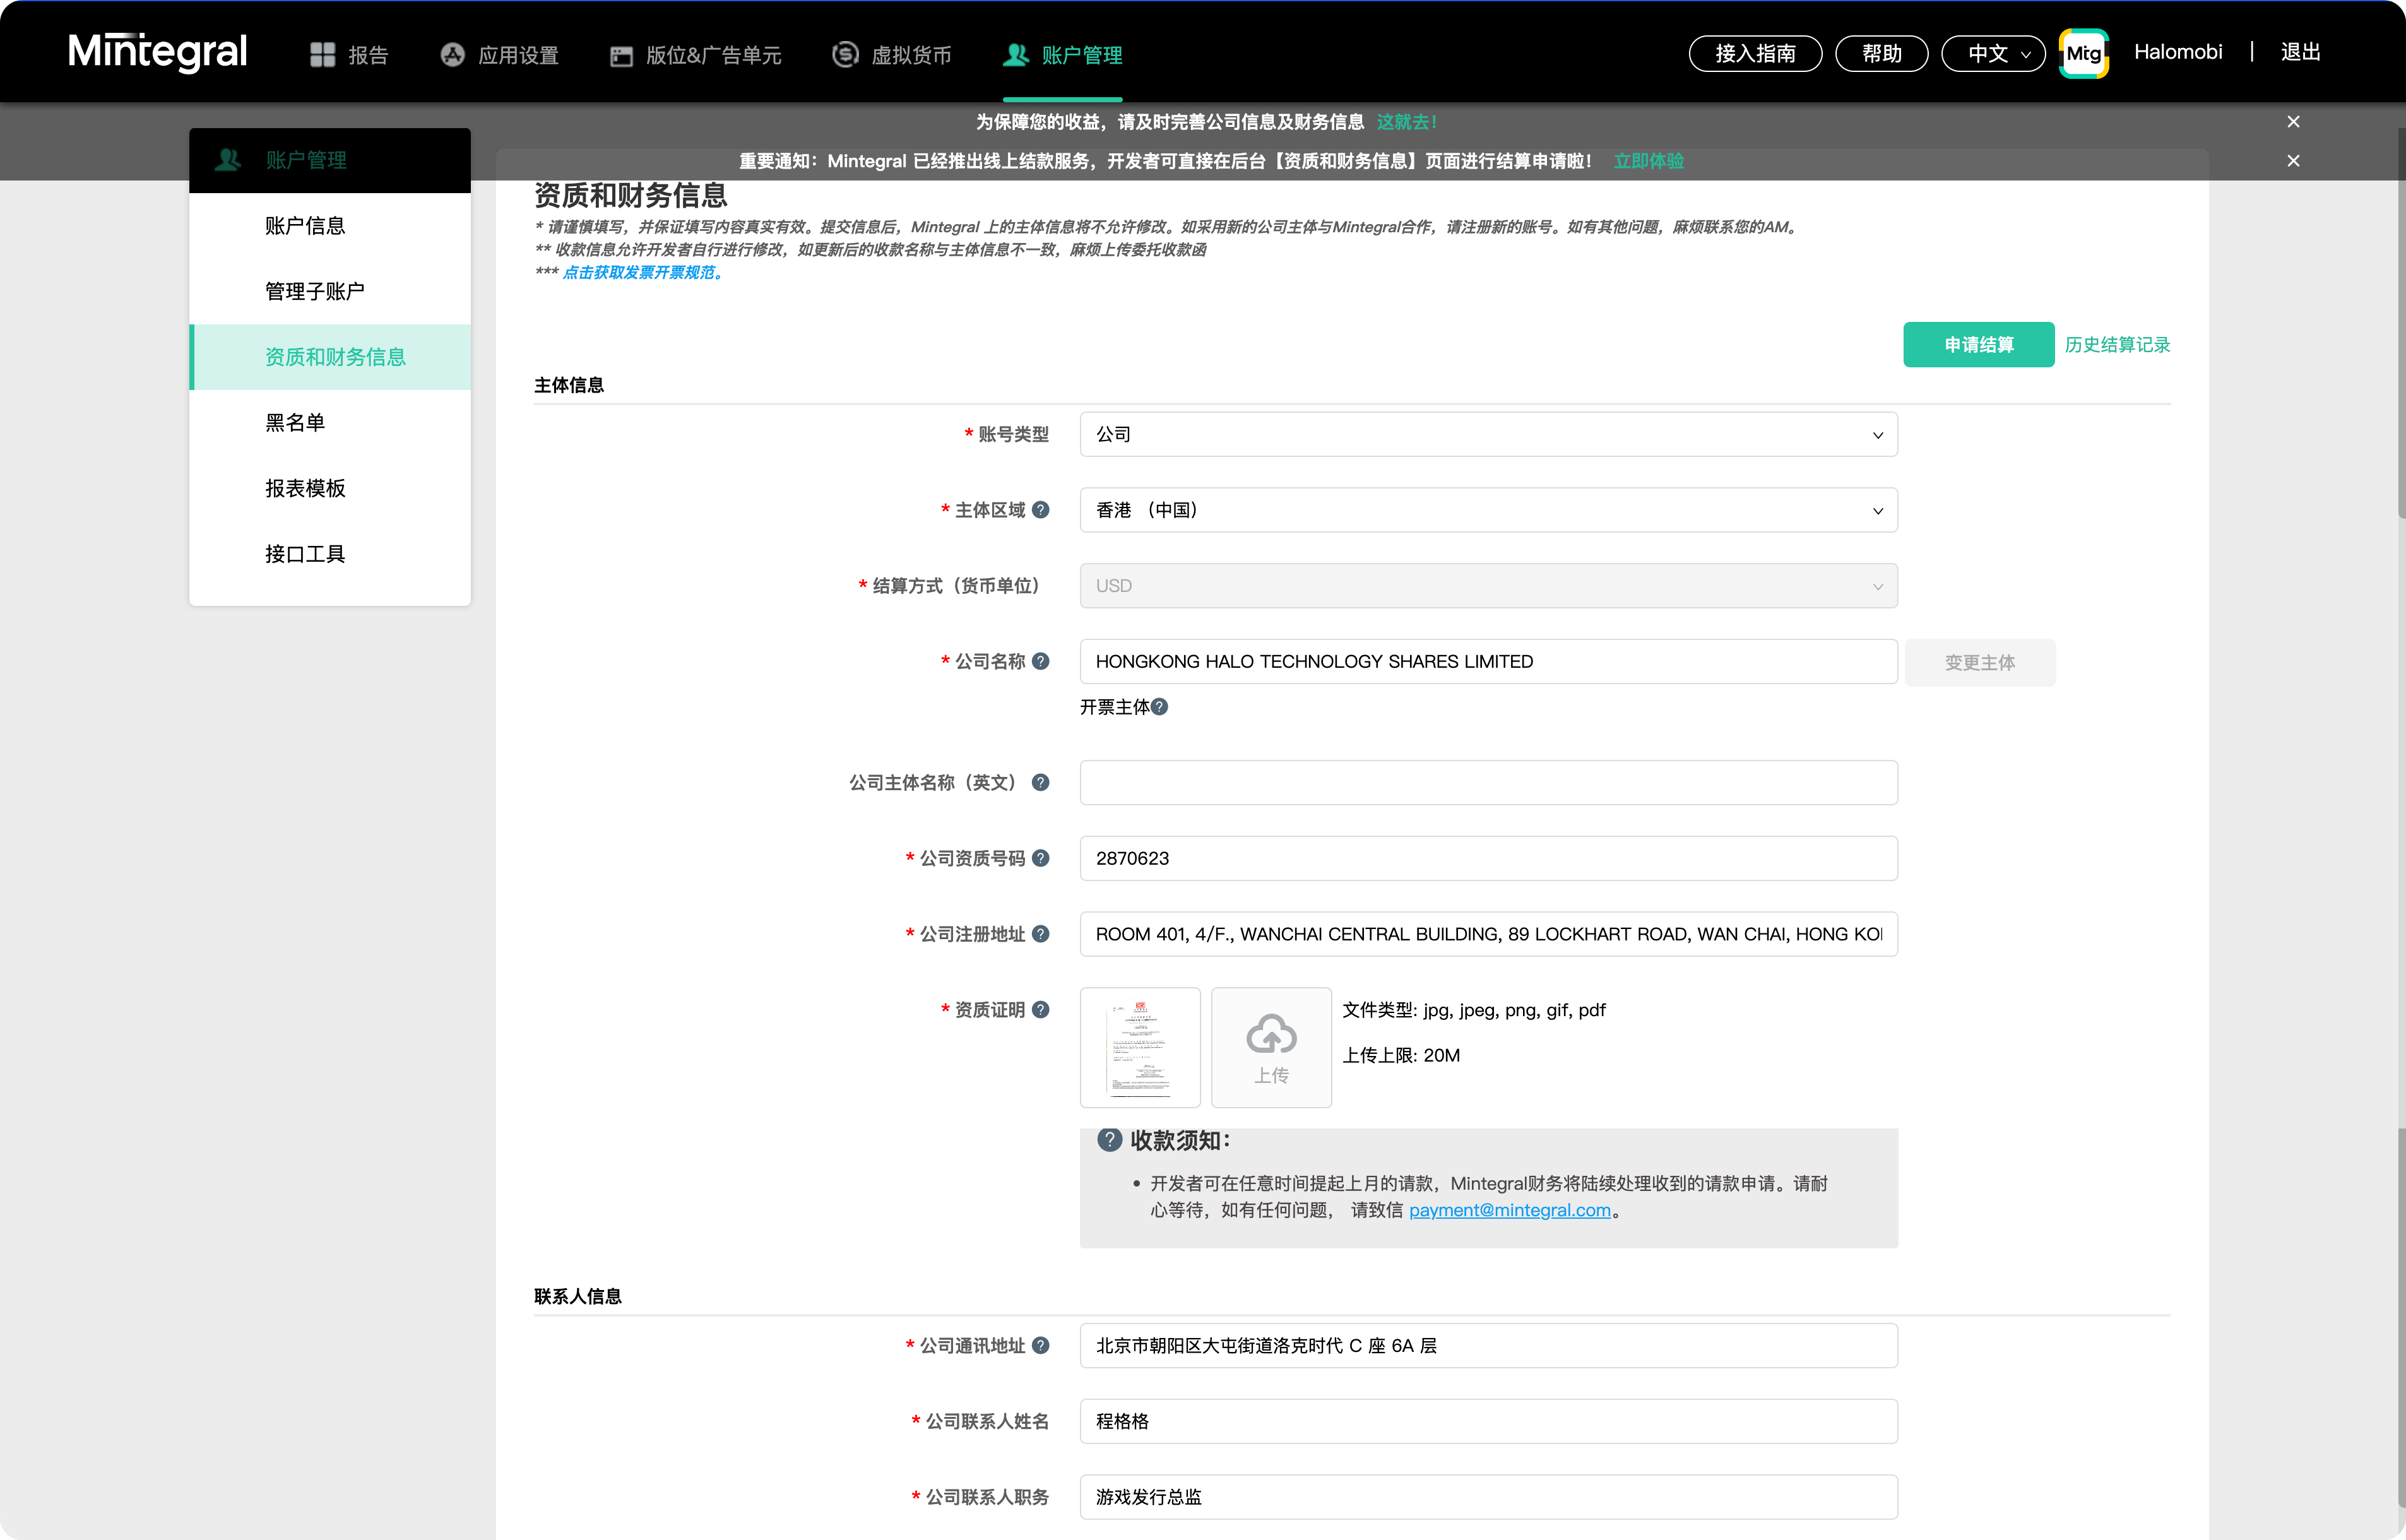 Mintegral
报告
应用设置
版位&广告单元
虚拟货币
账户管理
接入指南
帮助
中文
Mtg
Halomobi
|
退出
为保障您的收益，请及时完善公司信息及财务信息 这就去！
重要通知：Mintegral 已经推出线上结款服务，开发者可直接在后台【资质和财务信息】页面进行结算申请啦！ 立即体验
账户管理
账户信息
管理子账户
资质和财务信息
黑名单
报表模板
接口工具
资质和财务信息
* 请谨慎填写，并保证填写内容真实有效。提交信息后，Mintegral 上的主体信息将不允许修改。如采用新的公司主体与Mintegral合作，请注册新的账号。如有其他问题，麻烦联系您的AM。
** 收款信息允许开发者自行进行修改，如更新后的收款名称与主体信息不一致，麻烦上传委托收款函
*** 点击获取发票开票规范。
申请结算
历史结算记录
主体信息
* 账号类型
公司
* 主体区域 ?
香港 （中国）
* 结算方式（货币单位）
USD
* 公司名称 ?
HONGKONG HALO TECHNOLOGY SHARES LIMITED
变更主体
开票主体 ?
公司主体名称（英文） ?
* 公司资质号码 ?
2870623
* 公司注册地址 ?
ROOM 401, 4/F., WANCHAI CENTRAL BUILDING, 89 LOCKHART ROAD, WAN CHAI, HONG
* 资质证明 ?
上传
文件类型: jpg, jpeg, png, gif, pdf
上传上限: 20M
? 收款须知：
• 开发者可在任意时间提起上月的请款，Mintegral财务将陆续处理收到的请款申请。请耐
心等待，如有任何问题， 请致信 payment@mintegral.com。
联系人信息
* 公司通讯地址 ?
北京市朝阳区大屯街道洛克时代 C 座 6A 层
* 公司联系人姓名
程格格
* 公司联系人职务
游戏发行总监